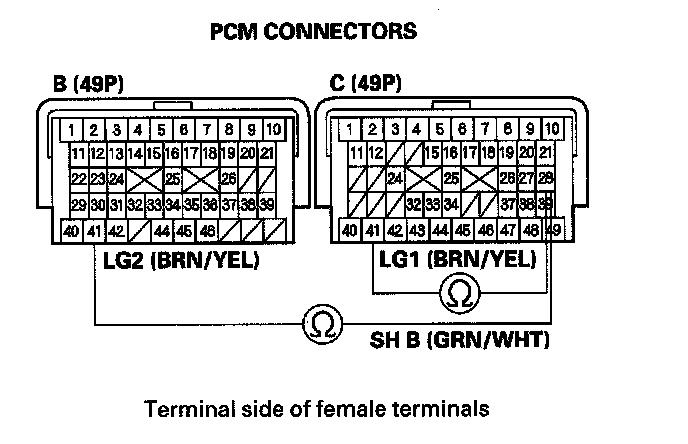 PCM CONNECTORS
B (49P) C (49P)
1 2 3 4 5 6 7 8 9 10
11 12 13 14 15 16 17 18 19 20 21
22 23 24 25 26
29 30 31 32 33 34 35 36 37 38 39
40 41 42 44 45 46
1 2 3 4 5 6 7 8 9 10
11 12 15 16 17 18 19 20 21
24 25 26 27 28
32 33 34 37 38 39
40 41 42 43 44 45 46 47 48 49
LG2 (BRN/YEL) LG1 (BRN/YEL)
Ω
Ω
SH B (GRN/WHT)
Terminal side of female terminals